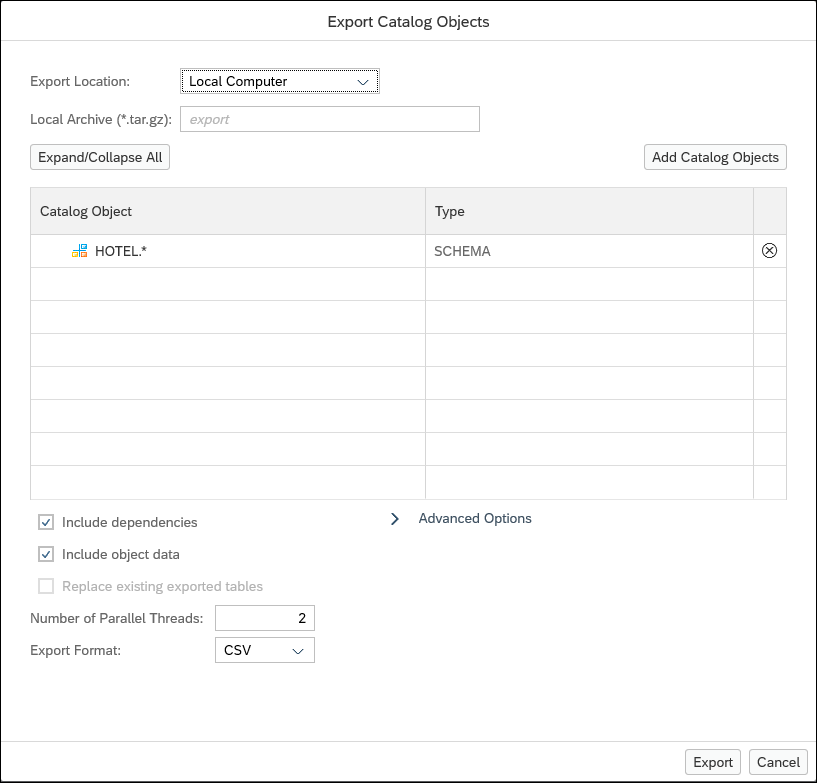 Export Catalog Objects
Export Location: Local Computer
Local Archive (*.tar.gz): export
Expand/Collapse All Add Catalog Objects
Catalog Object Type
HOTEL.* SCHEMA
Include dependencies Advanced Options
Include object data
Replace existing exported tables
Number of Parallel Threads: 2
Export Format: CSV
Export Cancel